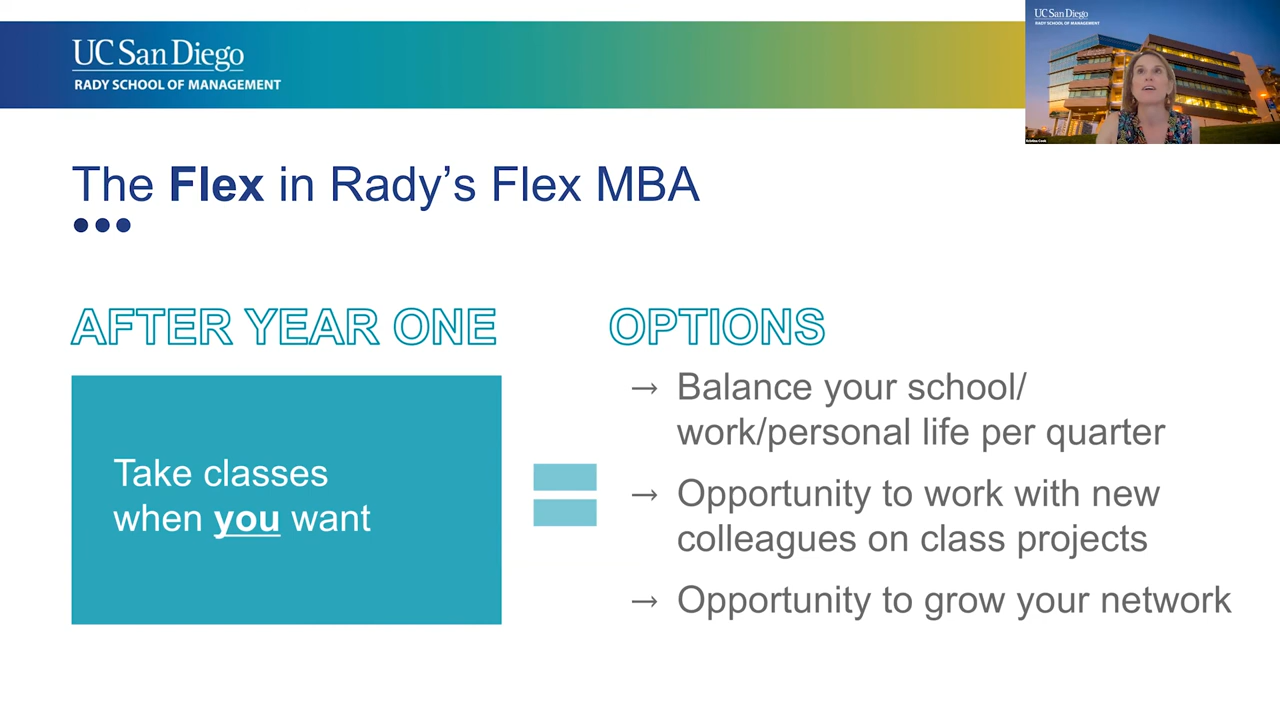 UC San Diego
RADY SCHOOL OF MANAGEMENT
UC San Diego
RADY SCHOOL OF MANAGEMENT
Kristina Cook
The Flex in Rady’s Flex MBA
AFTER YEAR ONE
Take classes
when you want
OPTIONS
→ Balance your school/
work/personal life per quarter
→ Opportunity to work with new
colleagues on class projects
→ Opportunity to grow your network